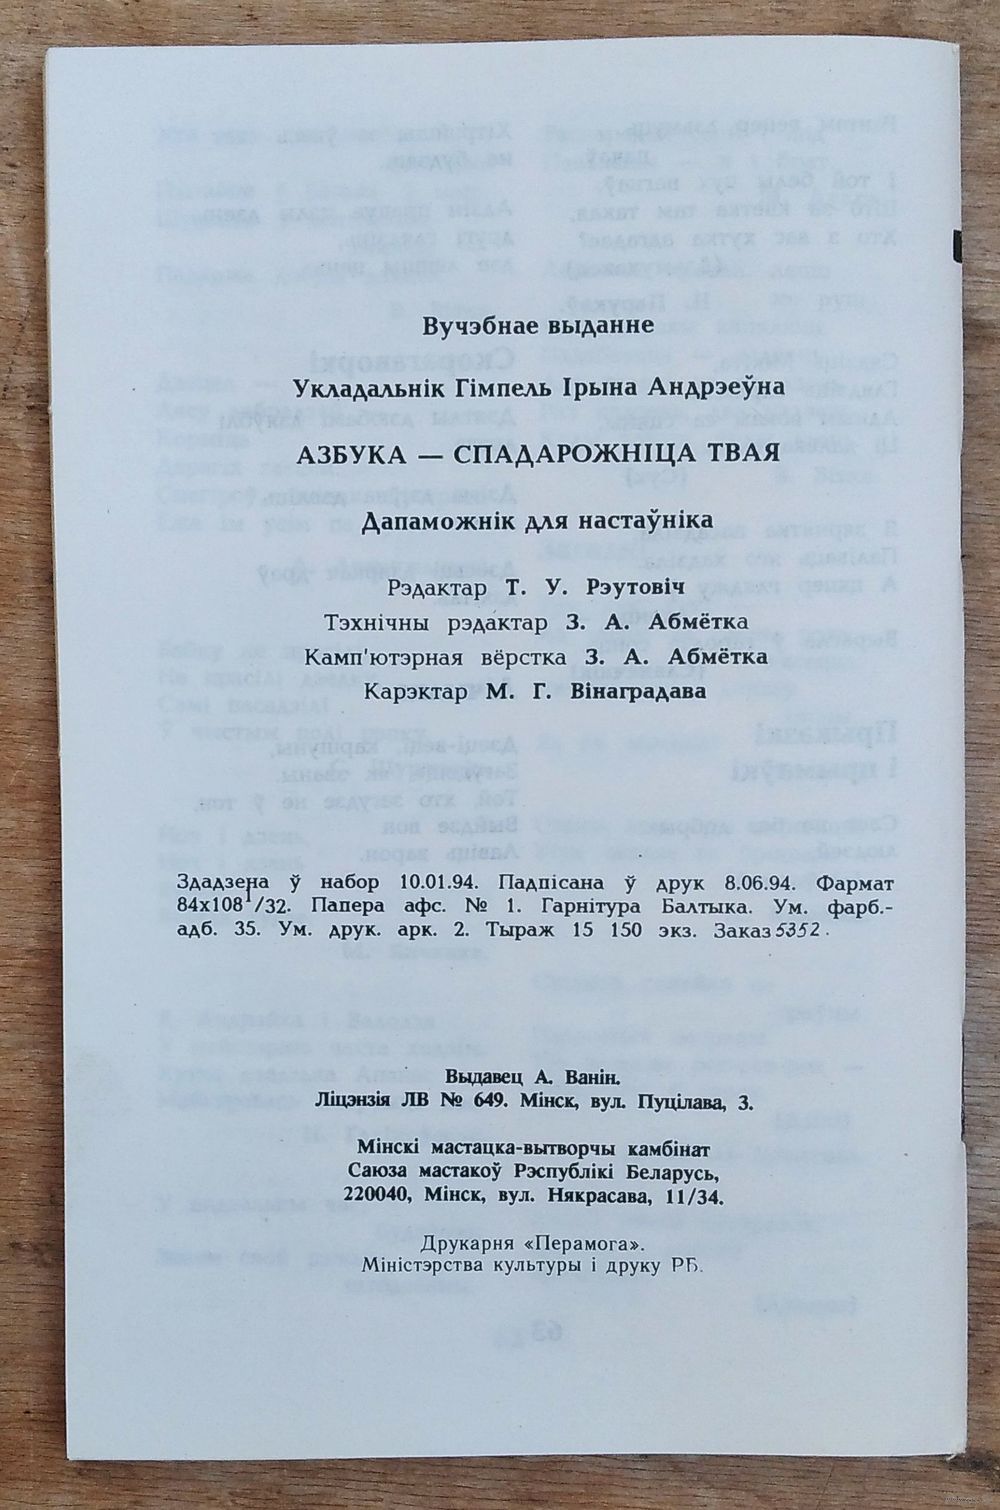 Вучэбнае выданне
Укладальнік Гімпель Ірына Андрэеўна
АЗБУКА — СПАДАРОЖНІЦА ТВАЯ
Дапаможнік для настаўніка
Рэдактар Т. У. Рэутовіч
Тэхнічны рэдактар З. А. Абмётка
Камп'ютэрная вёрстка З. А. Абмётка
Карэктар М. Г. Вінаградава
Здадзена ў набор 10.01.94. Падпісана ў друк 8.06.94. Фармат
84х108 1/32. Папера афс. № 1. Гарнітура Балтыка. Ум. фарб.-
адб. 35. Ум. друк. арк. 2. Тыраж 15 150 экз. Заказ 5352.
Выдавец А. Ванін.
Ліцэнзія ЛВ № 649. Мінск, вул. Пуцілава, 3.
Мінскі мастацка-вытворчы камбінат
Саюза мастакоў Рэспублікі Беларусь,
220040, Мінск, вул. Някрасава, 11/34.
Друкарня «Перамога».
Міністэрства культуры і друку РБ.